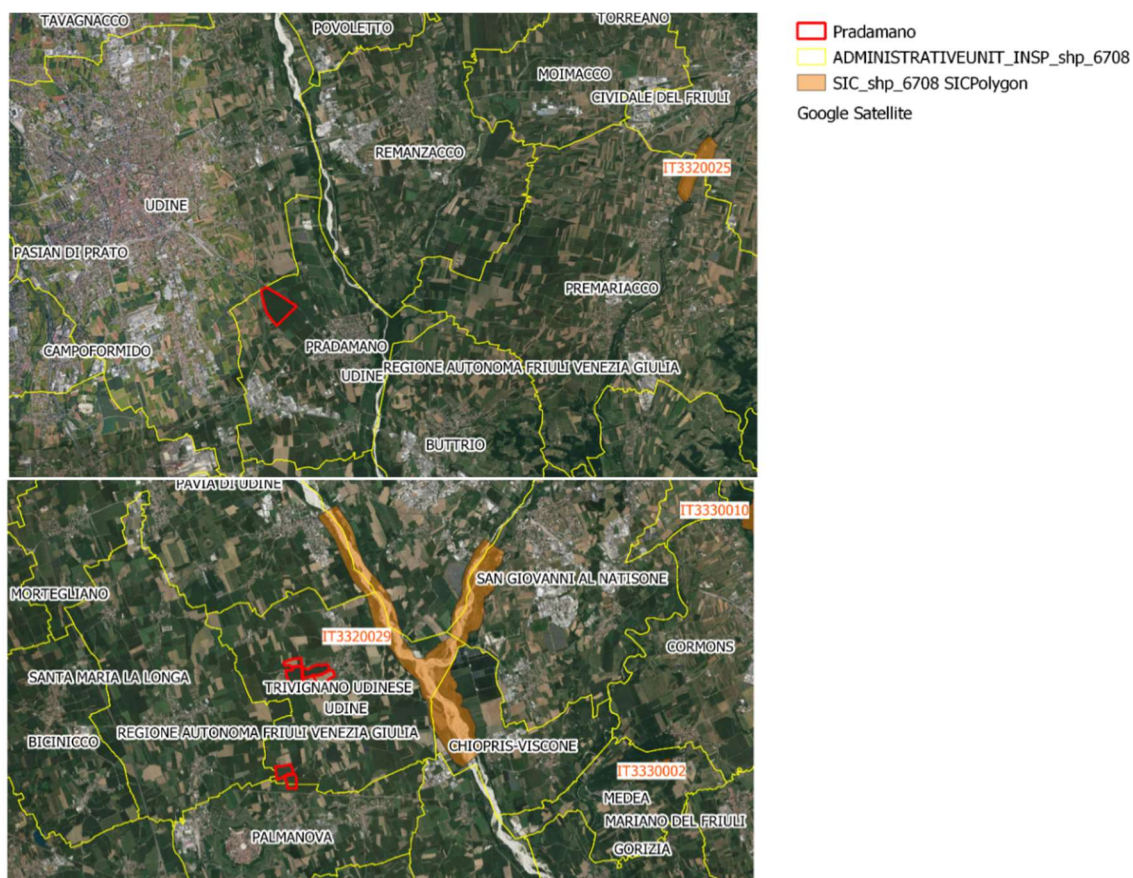 TAVAGNACCO
POVOLETTO
TORREANO
MOIMACCO
CIVIDALE DEL FRIULI
REMANZACCO
IT3320025
UDINE
PASIAN DI PRATO
PREMARIACCO
CAMPOFORMIDO
PRADAMANO
UDINE
REGIONE AUTONOMA FRIULI VENEZIA GIULIA
BUTTRIO
Pradamano
ADMINISTRATIVEUNIT_INSP_shp_6708
SIC_shp_6708 SICPolygon
Google Satellite
PAVIA DI UDINE
IT3330010
SAN GIOVANNI AL NATISONE
MORTEGLIANO
IT3320029
CORMONS
SANTA MARIA LA LONGA
TRIVIGNANO UDINESE
UDINE
REGIONE AUTONOMA FRIULI VENEZIA GIULIA
BICINICCO
CHIOPRIS-VISCONE
IT3330002
MEDEA
MARIANO DEL FRIULI
PALMANOVA
GORIZIA